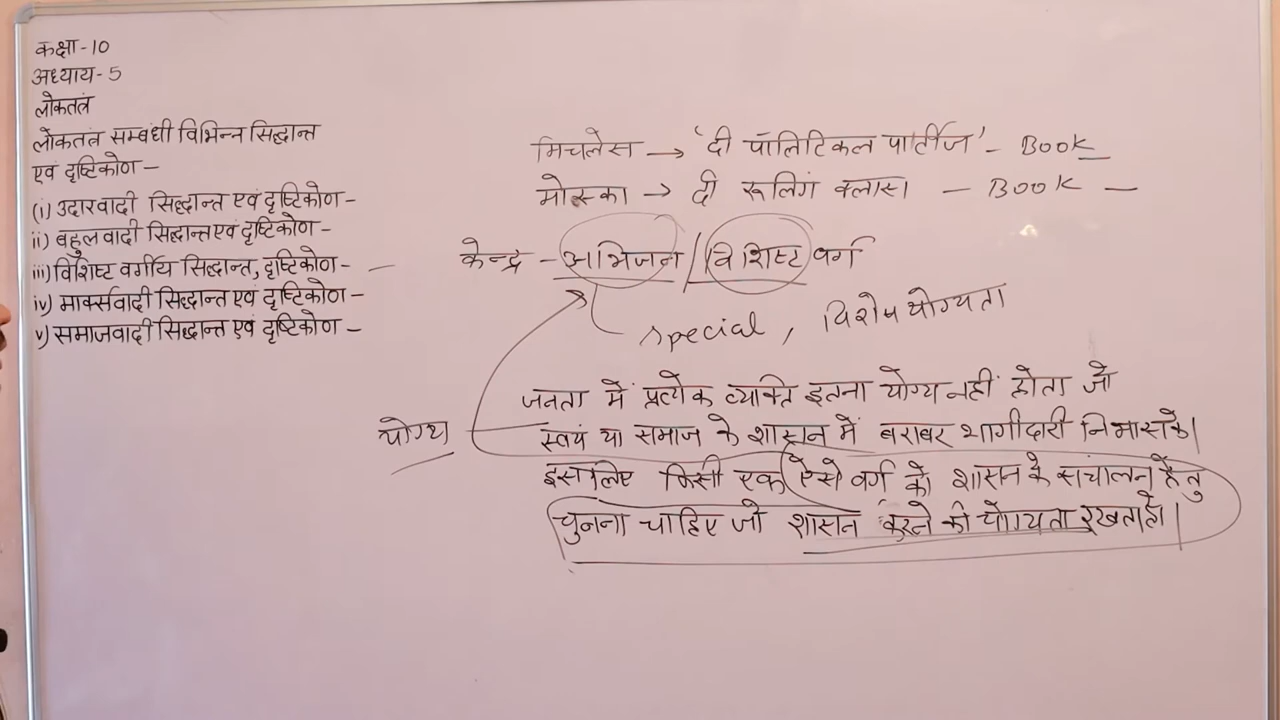 कक्षा-10
अध्याय-5
लोकतंत्र
लोकतंत्र सम्बंधी विभिन्न सिद्धान्त
एवं दृष्टिकोण —
(i) उदारवादी सिद्धान्त एवं दृष्टिकोण -
ii) बहुलवादी सिद्धान्त एवं दृष्टिकोण -
iii) विशिष्ट वर्गीय सिद्धान्त, दृष्टिकोण -
iv) मार्क्सवादी सिद्धान्त एवं दृष्टिकोण -
v) समाजवादी सिद्धान्त एवं दृष्टिकोण -
मिचलेस → 'दी पॉलिटिकल पार्टीज' - Book
मोस्का → दी रूलिंग क्लास। - Book -
केन्द्र - अभिजन / विशिष्ट वर्ग
special, विशेष योग्यता
जनता में प्रत्येक व्यक्ति इतना योग्य नहीं होता जो
योग्य स्वयं या समाज के शासन में बराबर भागीदारी निभा सके।
इसलिए किसी एक ऐसे वर्ग को शासन के संचालन हेतु
चुनना चाहिए जो शासन करने की योग्यता रखता हो।